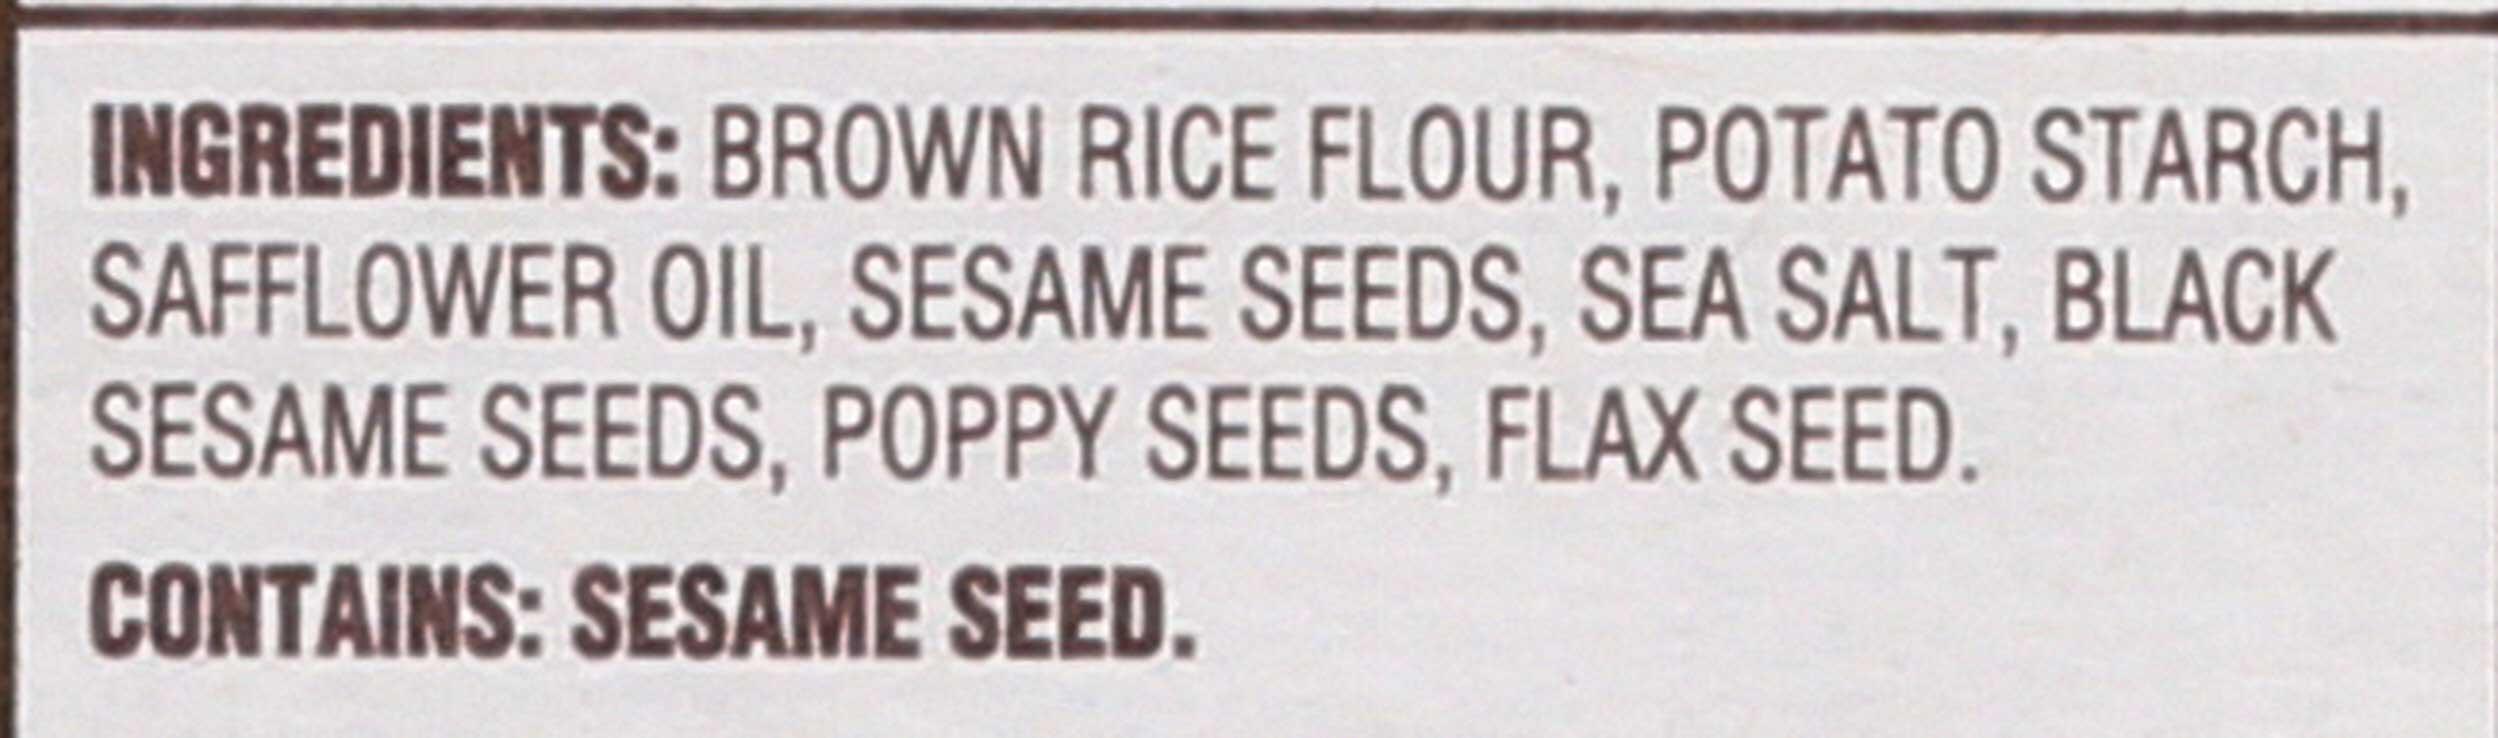 INGREDIENTS: BROWN RICE FLOUR, POTATO STARCH,
SAFFLOWER OIL, SESAME SEEDS, SEA SALT, BLACK
SESAME SEEDS, POPPY SEEDS, FLAX SEED.
CONTAINS: SESAME SEED.